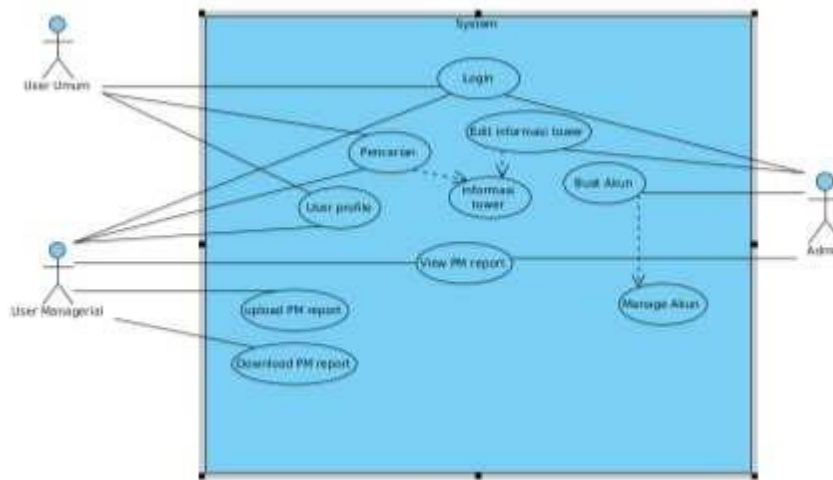 System
User Umum
Login
Edit informasi tower
Pencarian
Buat Akun
informasi
tower
User profile
Admi
View PM report
User Managerial
upload PM report
Manage Akun
Download PM report